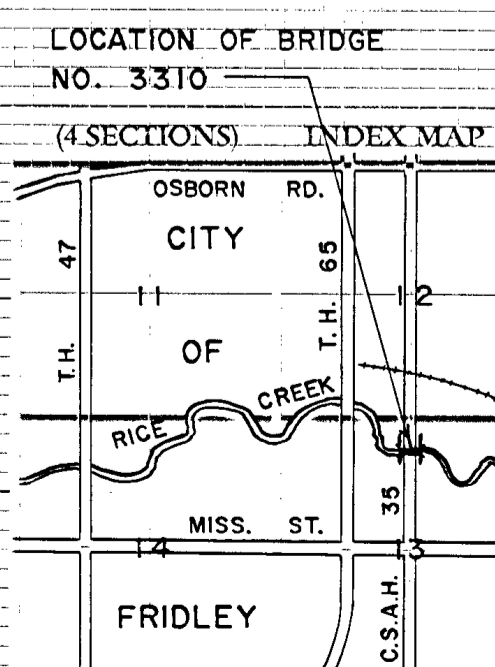 LOCATION OF BRIDGE
NO. 3310
(4 SECTIONS) INDEX MAP
OSBORN RD.
CITY
47
65
11
12
T.H.
T. H.
OF
RICE CREEK
35
MISS. ST.
14
13
FRIDLEY
C.S.A.H.